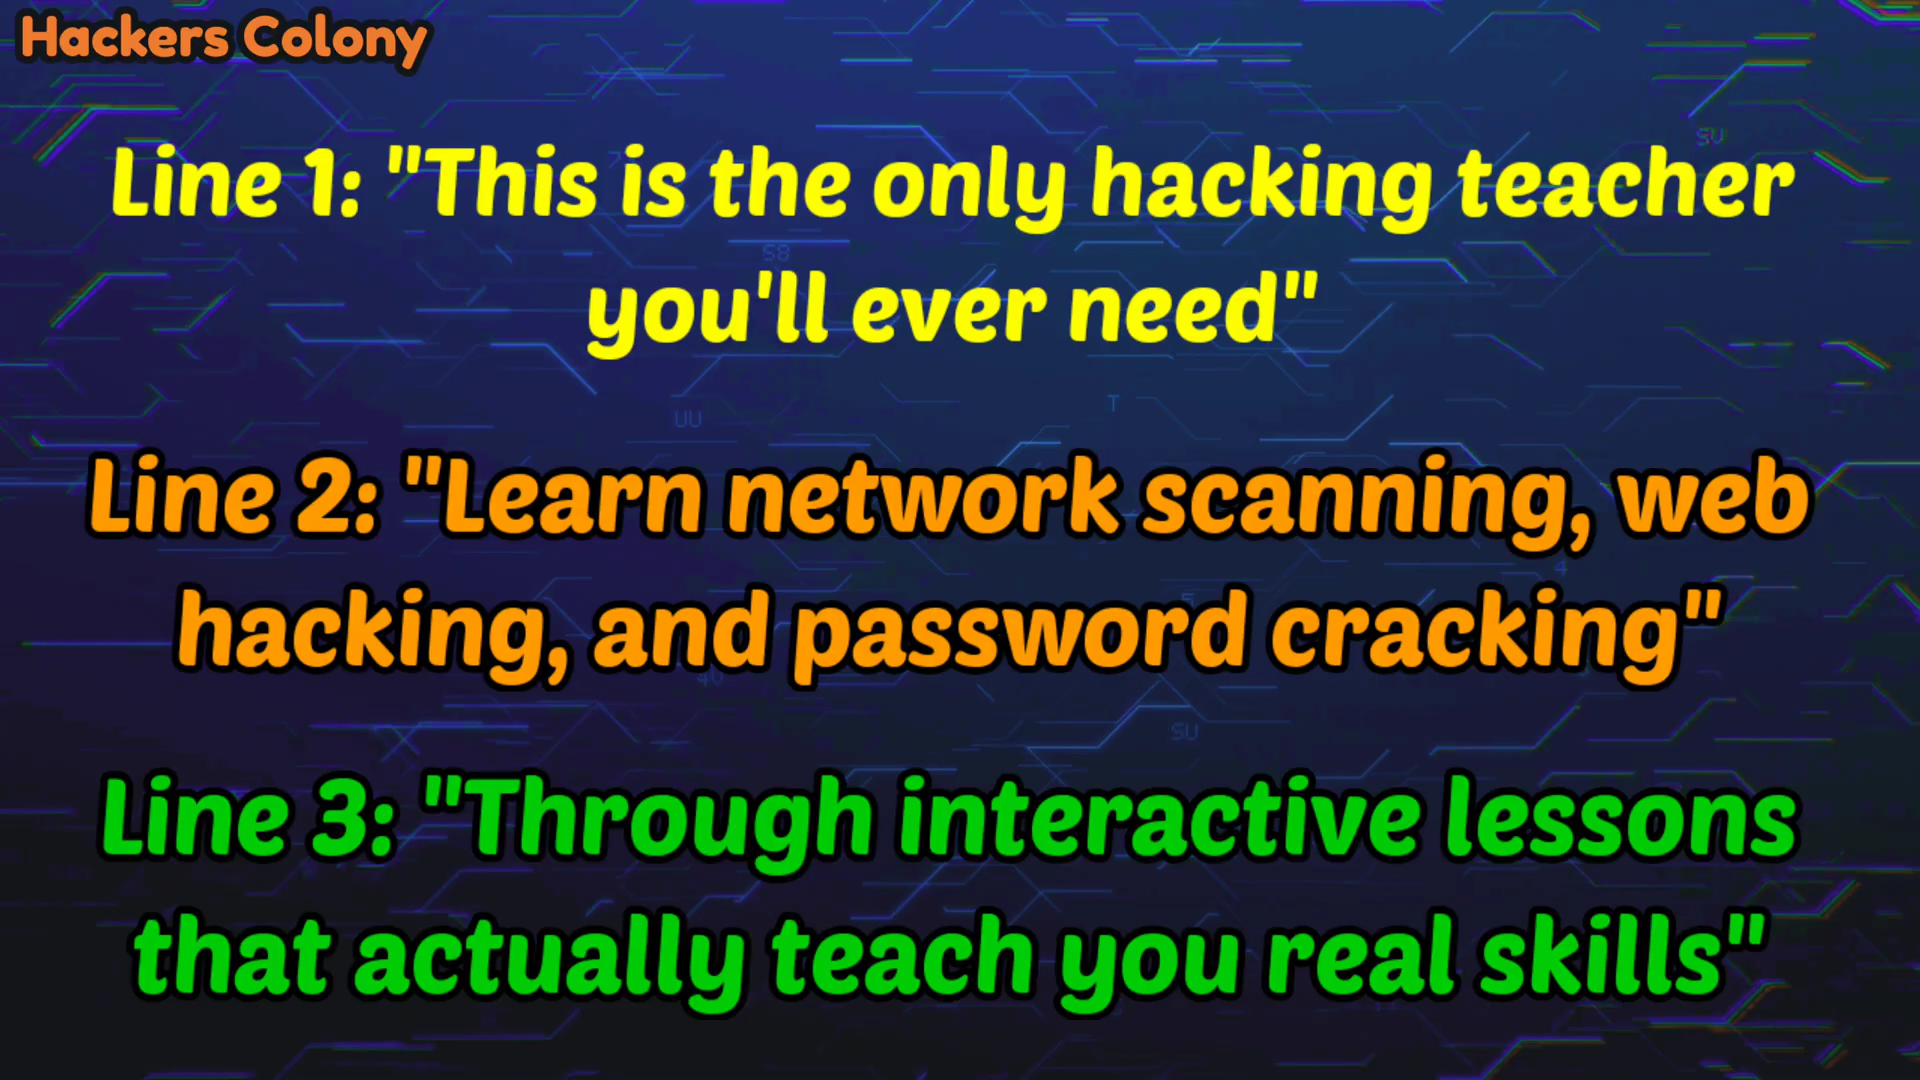 Hackers Colony
Line 1: "This is the only hacking teacher
you'll ever need"
Line 2: "Learn network scanning, web
hacking, and password cracking"
Line 3: "Through interactive lessons
that actually teach you real skills"